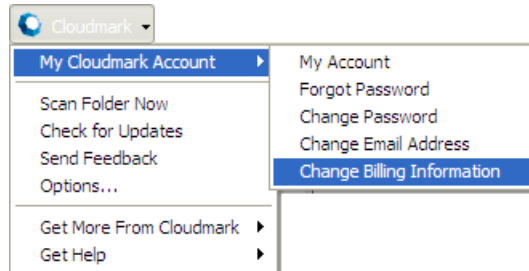 Cloudmark
My Cloudmark Account
Scan Folder Now
Check for Updates
Send Feedback
Options...
Get More From Cloudmark
Get Help
My Account
Forgot Password
Change Password
Change Email Address
Change Billing Information